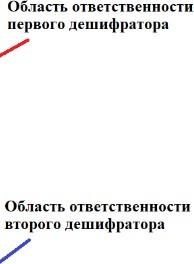 Область ответственности
первого дешифратора
Область ответственности
второго дешифратора